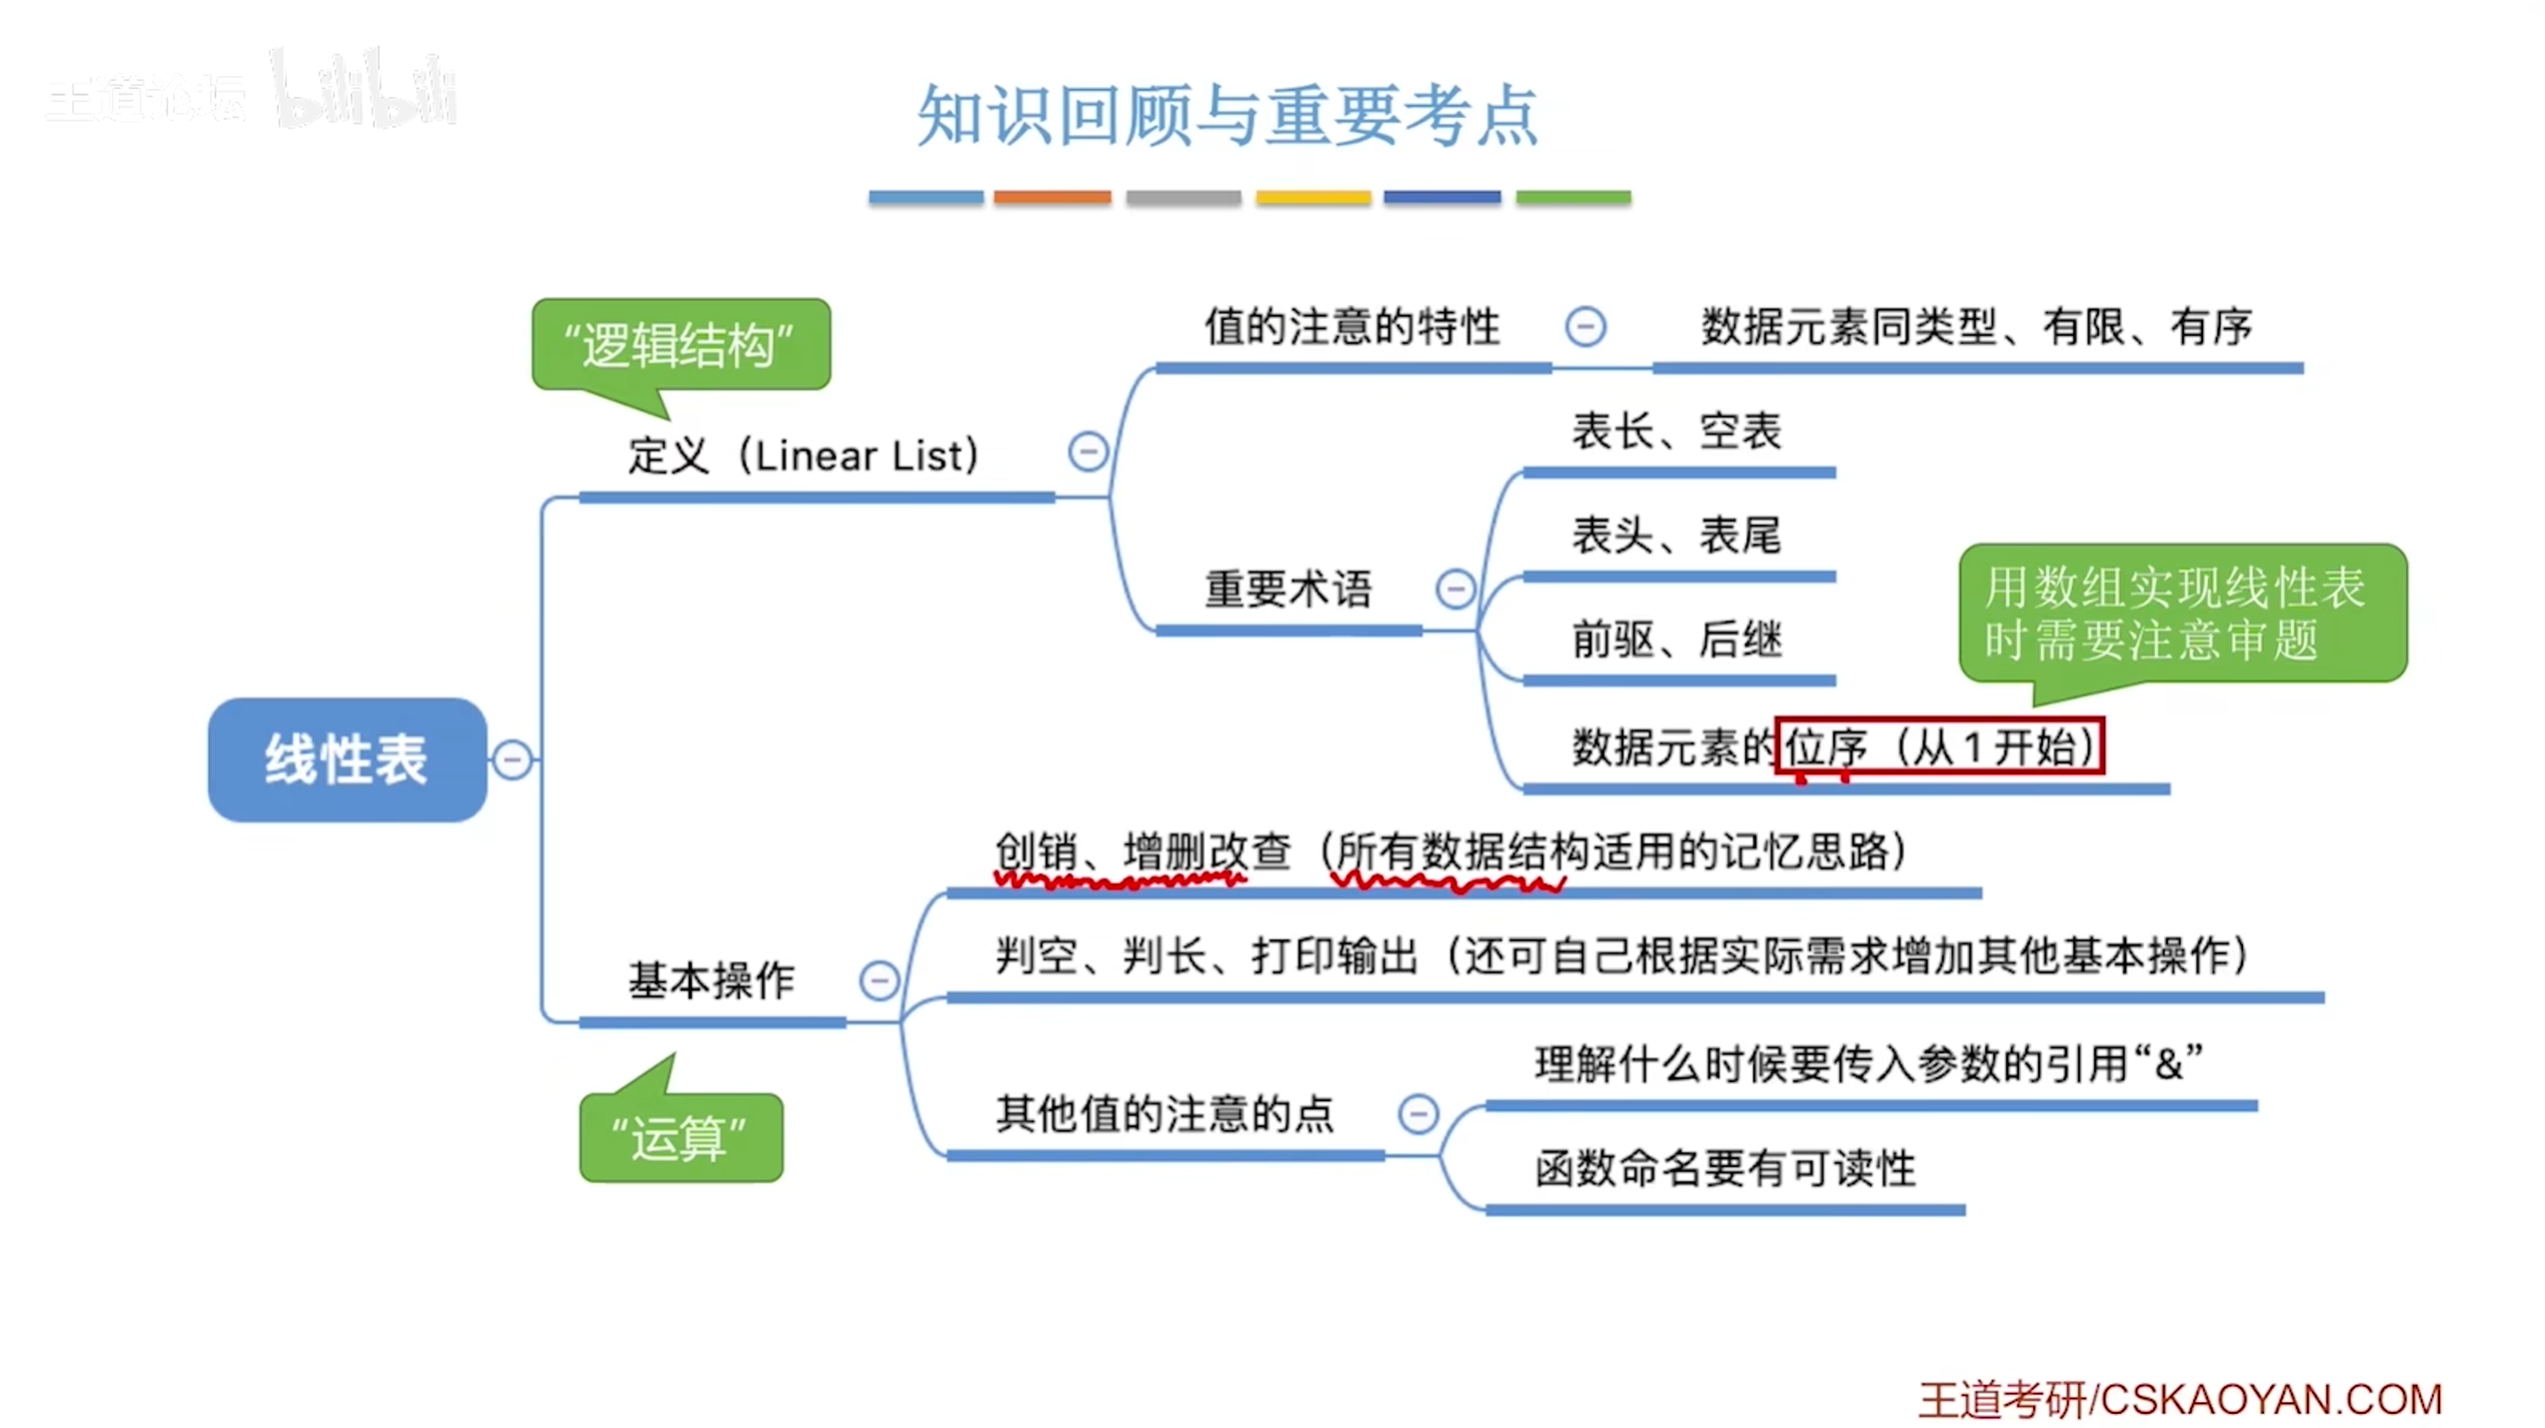 王道论坛 bilibili
知识回顾与重要考点
“逻辑结构”
定义（Linear List）
值的注意的特性
数据元素同类型、有限、有序
重要术语
表长、空表
表头、表尾
前驱、后继
数据元素的位序（从1开始）
用数组实现线性表
时需要注意审题
线性表
基本操作
“运算”
创销、增删改查（所有数据结构适用的记忆思路）
判空、判长、打印输出（还可自己根据实际需求增加其他基本操作）
其他值的注意的点
理解什么时候要传入参数的引用“&”
函数命名要有可读性
王道考研/CSKAOYAN.COM